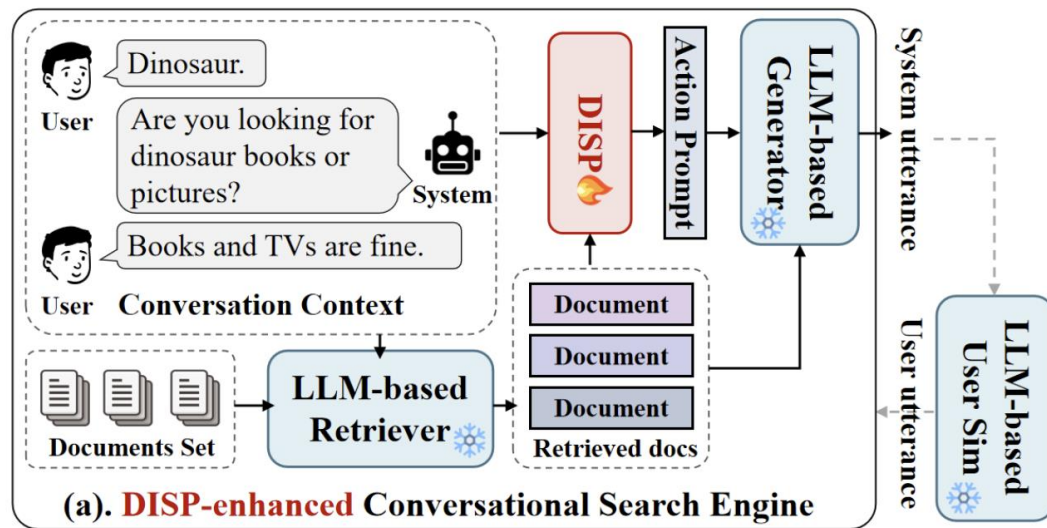 Dinosaur.
User
Are you looking for
dinosaur books or
pictures?
System
Books and TVs are fine.
User
Conversation Context
Documents Set
LLM-based
Retriever
Document
Document
Document
Retrieved docs
DISP
Action Prompt
LLM-based
Generator
System utterance
User utterance
LLM-based
User Sim
(a). DISP-enhanced Conversational Search Engine